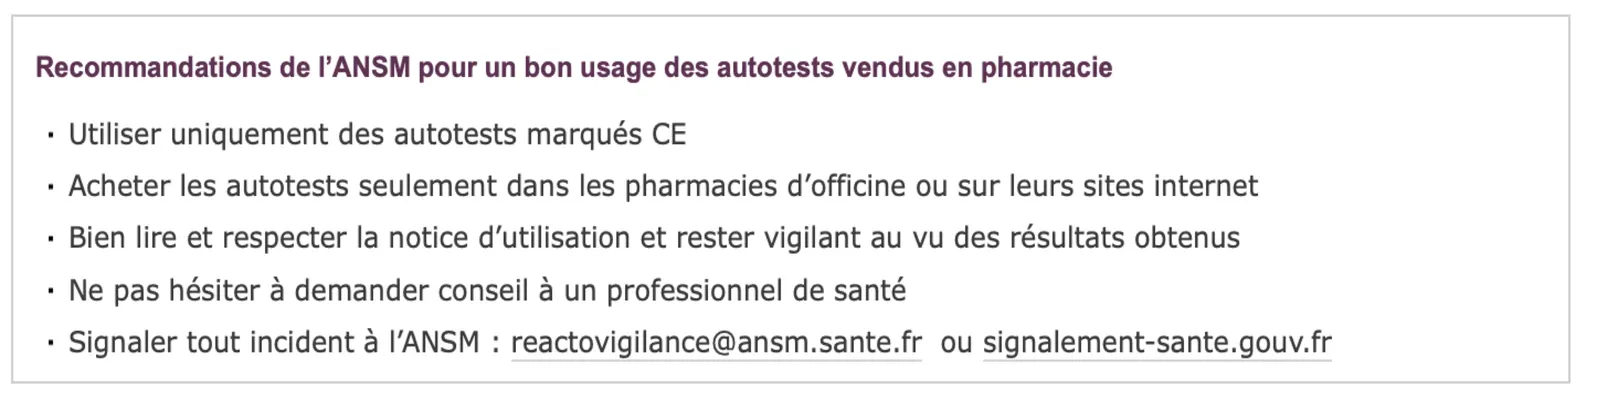 Recommandations de l’ANSM pour un bon usage des autotests vendus en pharmacie
· Utiliser uniquement des autotests marqués CE
· Acheter les autotests seulement dans les pharmacies d’officine ou sur leurs sites internet
· Bien lire et respecter la notice d’utilisation et rester vigilant au vu des résultats obtenus
· Ne pas hésiter à demander conseil à un professionnel de santé
· Signaler tout incident à l’ANSM : reactovigilance@ansm.sante.fr ou signalement-sante.gouv.fr